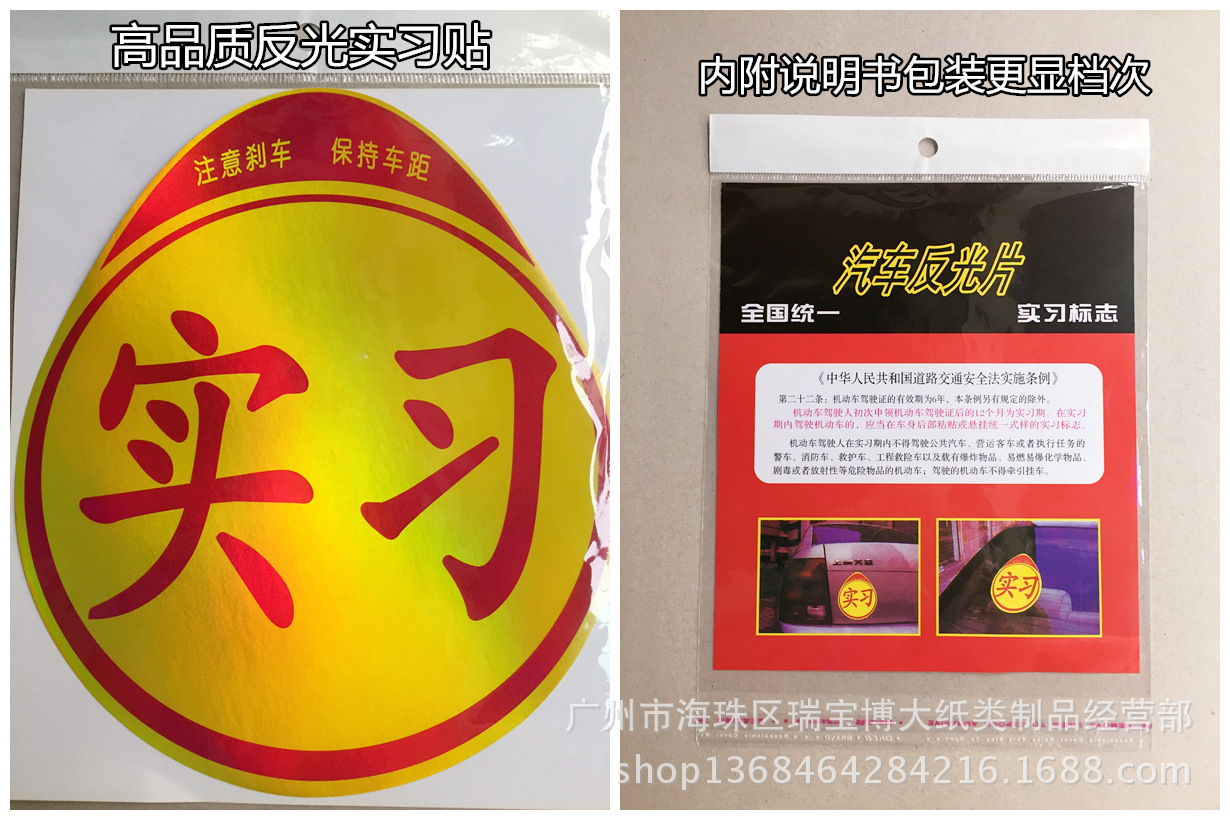 高品质反光实习贴
注意刹车 保持车距
实习
内附说明书包装更显档次
汽车反光片
全国统一 实习标志
《中华人民共和国道路交通安全法实施条例》
第二十二条：机动车驾驶证的有效期为6年，本条例另有规定的除外。
机动车驾驶人初次申领机动车驾驶证后的12个月为实习期。在实习
期内驾驶机动车的，应当在车身后部粘贴或悬挂统一式样的实习标志。
机动车驾驶人在实习期内不得驾驶公共汽车、营运客车或者执行任务的
警车、消防车、救护车、工程救险车以及载有爆炸物品、易燃易爆化学物品、
剧毒或者放射性等危险物品的机动车；驾驶的机动车不得牵引挂车。
实习
实习
广州市海珠区瑞宝博大纸类制品经营部
shop1368464284216.1688.com